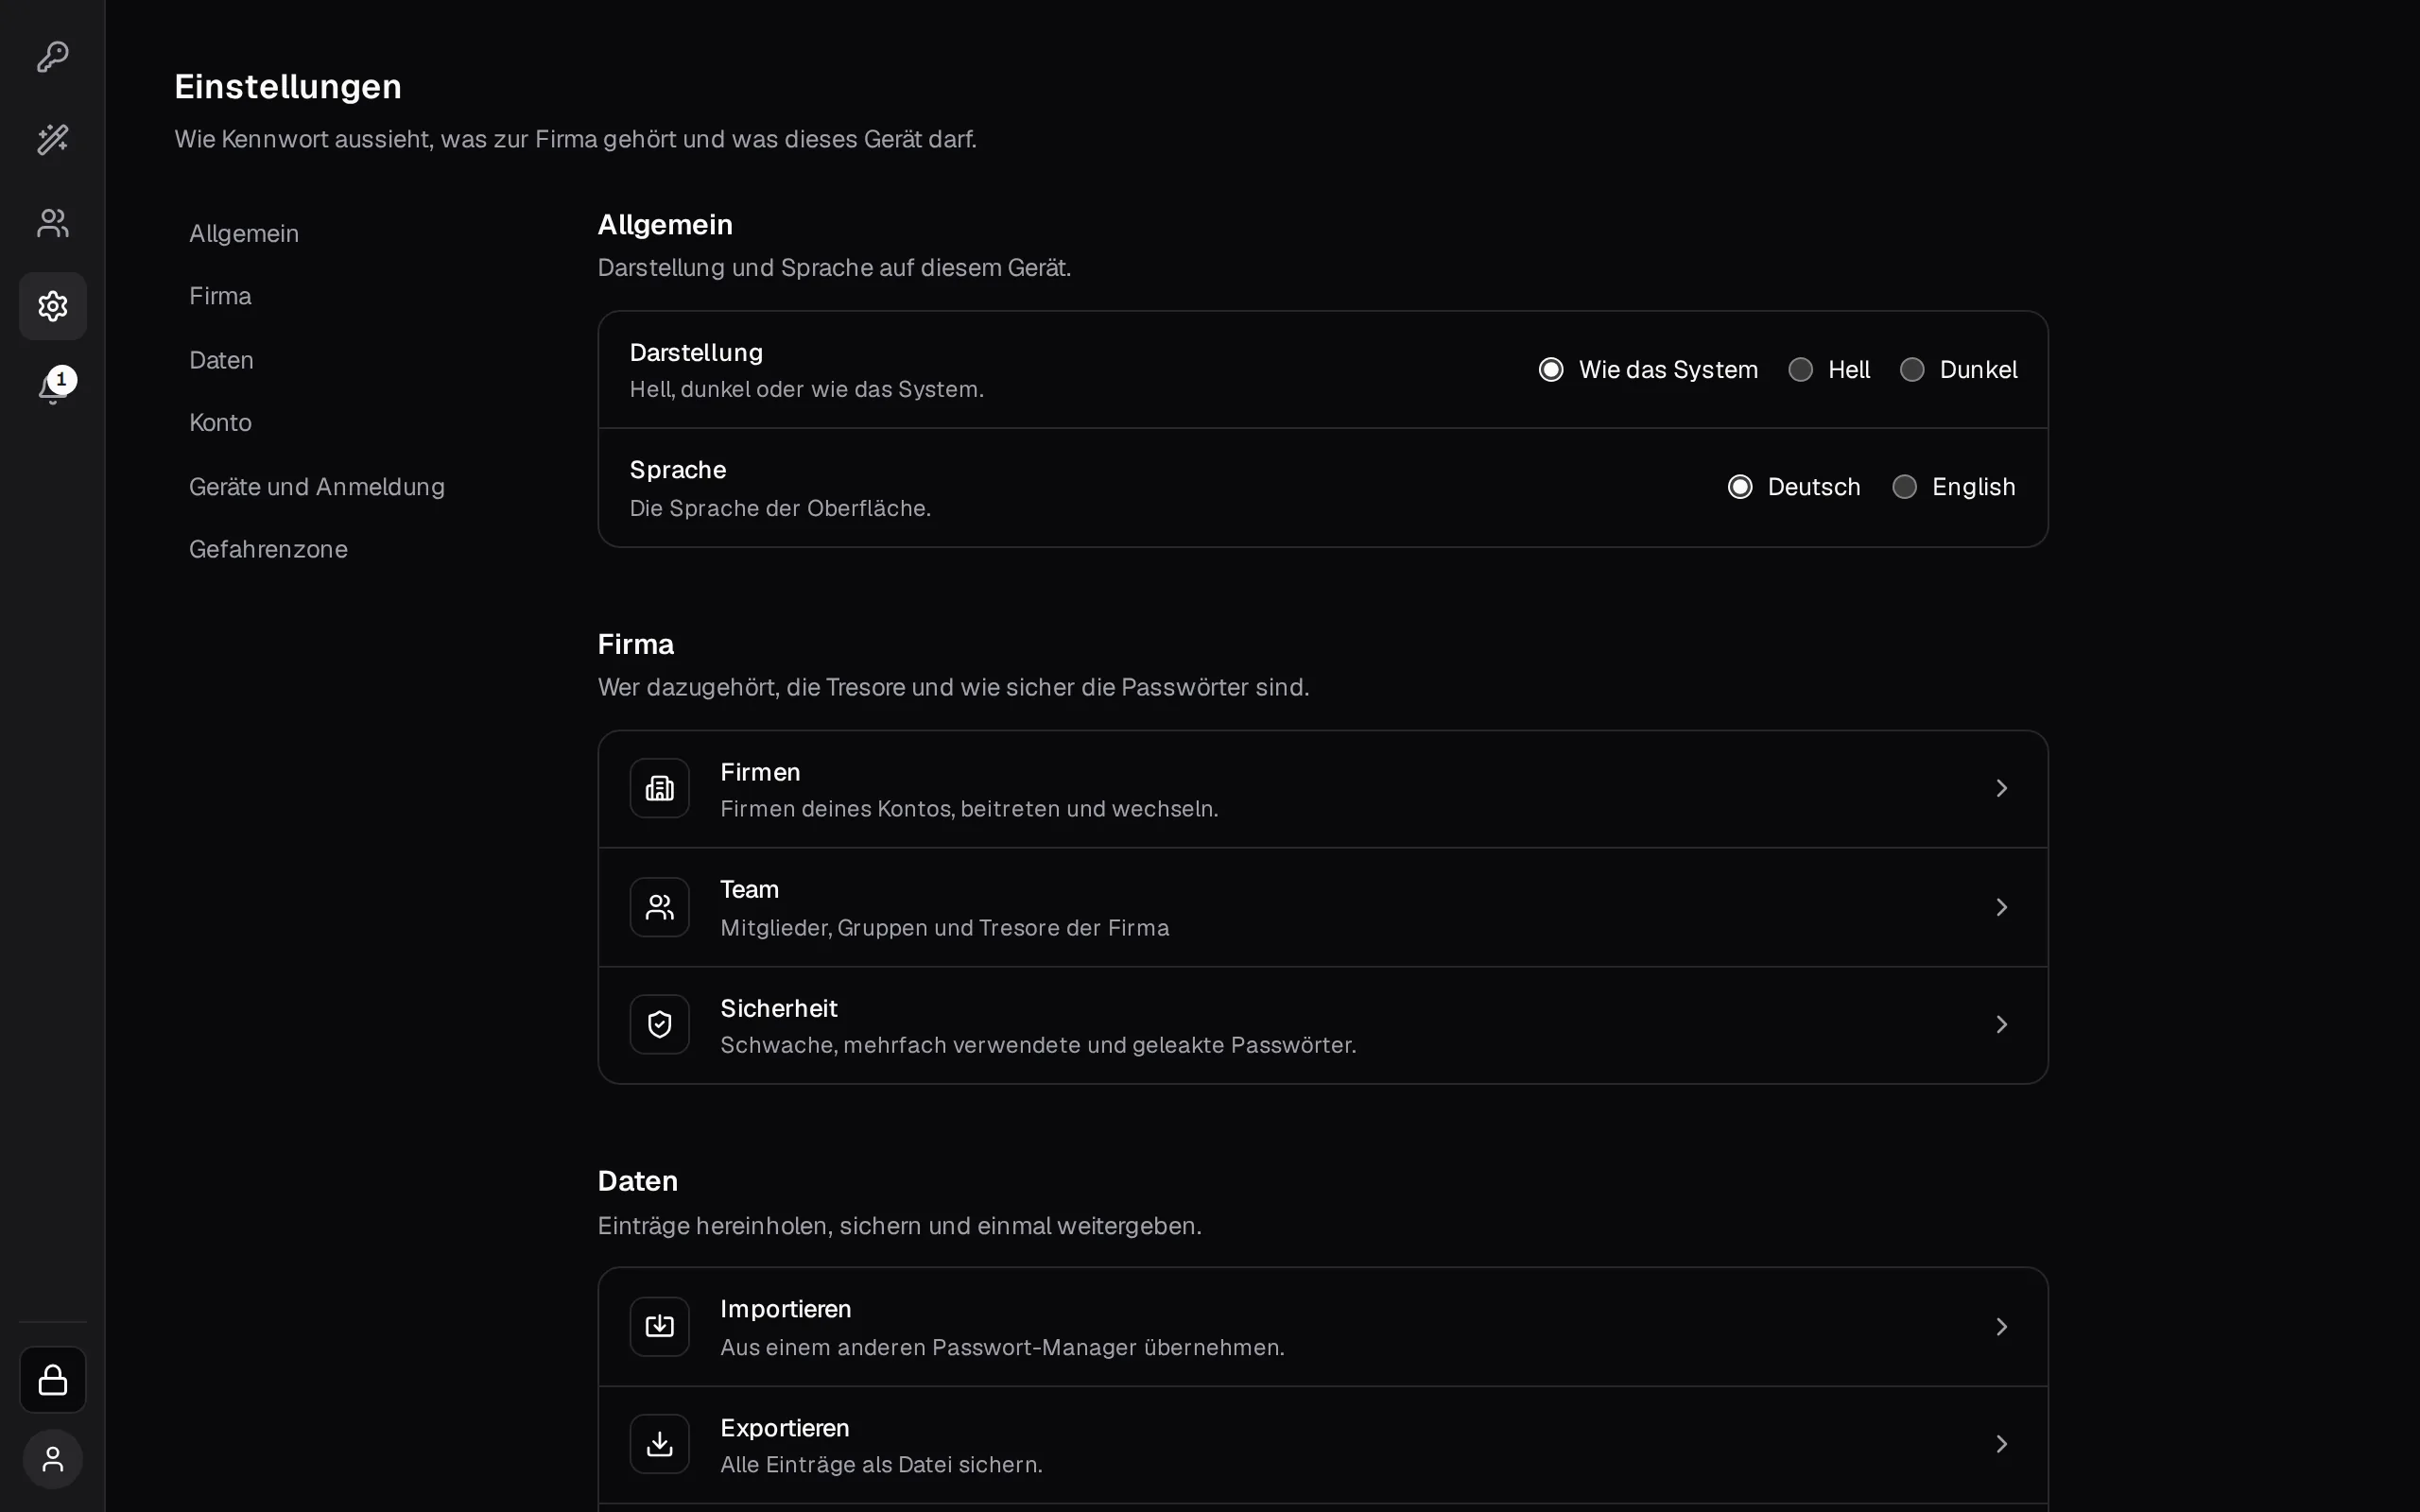 Einstellungen
Wie Kennwort aussieht, was zur Firma gehört und was dieses Gerät darf.
1
Allgemein
Firma
Daten
Konto
Geräte und Anmeldung
Gefahrenzone
Allgemein
Darstellung und Sprache auf diesem Gerät.
Darstellung
Hell, dunkel oder wie das System.
Wie das System
Hell
Dunkel
Sprache
Die Sprache der Oberfläche.
Deutsch
English
Firma
Wer dazugehört, die Tresore und wie sicher die Passwörter sind.
Firmen
Firmen deines Kontos, beitreten und wechseln.
Team
Mitglieder, Gruppen und Tresore der Firma
Sicherheit
Schwache, mehrfach verwendete und geleakte Passwörter.
Daten
Einträge hereinholen, sichern und einmal weitergeben.
Importieren
Aus einem anderen Passwort-Manager übernehmen.
Exportieren
Alle Einträge als Datei sichern.